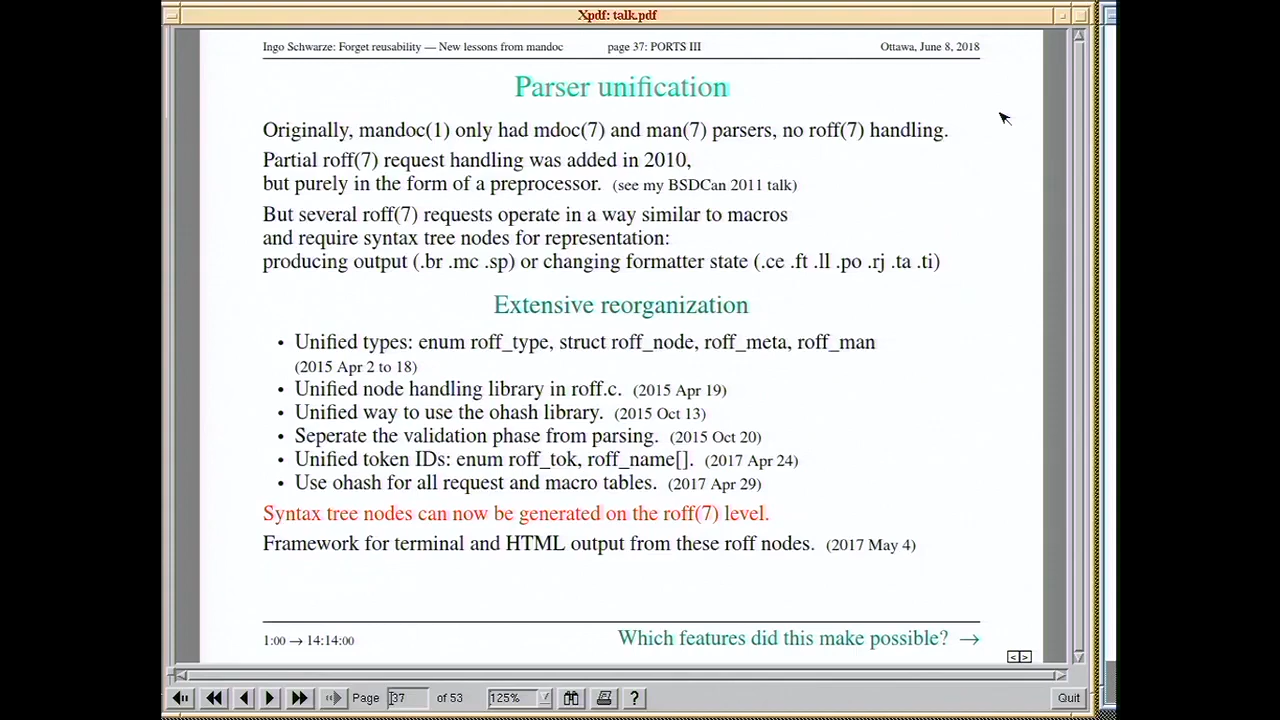 Xpdf: talk.pdf
Ingo Schwarze: Forget reusability — New lessons from mandoc page 37: PORTS III Ottawa, June 8, 2018
Parser unification
Originally, mandoc(1) only had mdoc(7) and man(7) parsers, no roff(7) handling.
Partial roff(7) request handling was added in 2010,
but purely in the form of a preprocessor. (see my BSDCan 2011 talk)
But several roff(7) requests operate in a way similar to macros
and require syntax tree nodes for representation:
producing output (.br .mc .sp) or changing formatter state (.ce .ft .ll .po .rj .ta .ti)
Extensive reorganization
• Unified types: enum roff_type, struct roff_node, roff_meta, roff_man
(2015 Apr 2 to 18)
• Unified node handling library in roff.c. (2015 Apr 19)
• Unified way to use the ohash library. (2015 Oct 13)
• Seperate the validation phase from parsing. (2015 Oct 20)
• Unified token IDs: enum roff_tok, roff_name[]. (2017 Apr 24)
• Use ohash for all request and macro tables. (2017 Apr 29)
Syntax tree nodes can now be generated on the roff(7) level.
Framework for terminal and HTML output from these roff nodes. (2017 May 4)
1:00 → 14:14:00 Which features did this make possible? →
Page 37 of 53 125% ? Quit